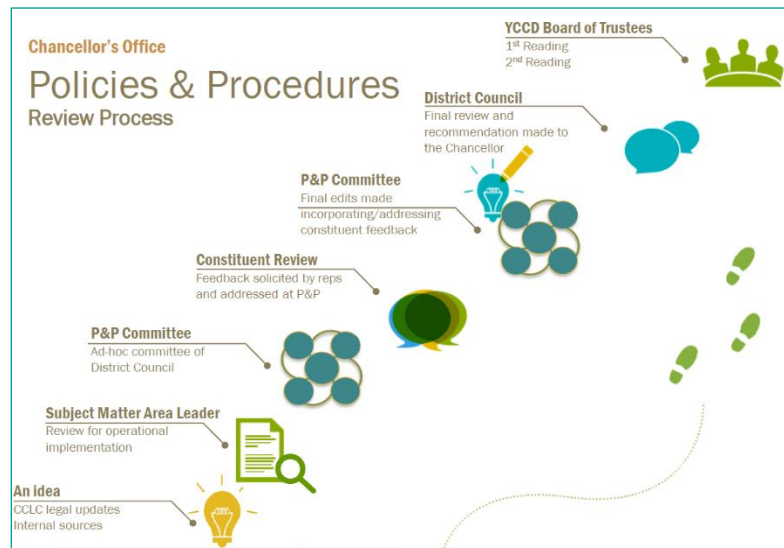 Chancellor's Office
Policies & Procedures
Review Process
YCCD Board of Trustees
1st Reading
2nd Reading
District Council
Final review and
recommendation made to
the Chancellor
P&P Committee
Final edits made
incorporating/addressing
constituent feedback
Constituent Review
Feedback solicited by reps
and addressed at P&P
P&P Committee
Ad-hoc committee of
District Council
Subject Matter Area Leader
Review for operational
implementation
An idea
CCLC legal updates
Internal sources